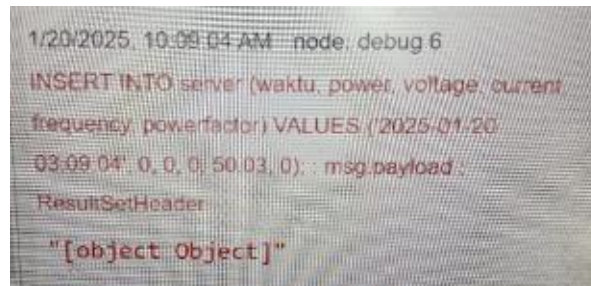 1/20/2025, 10:09:04 AM node: debug 6
INSERT INTO server (waktu, power, voltage, current,
frequency, powerfactor) VALUES ('2025-01-20
03:09:04', 0, 0, 0, 50.03, 0); : msg.payload :
ResultSetHeader
"[object Object]"